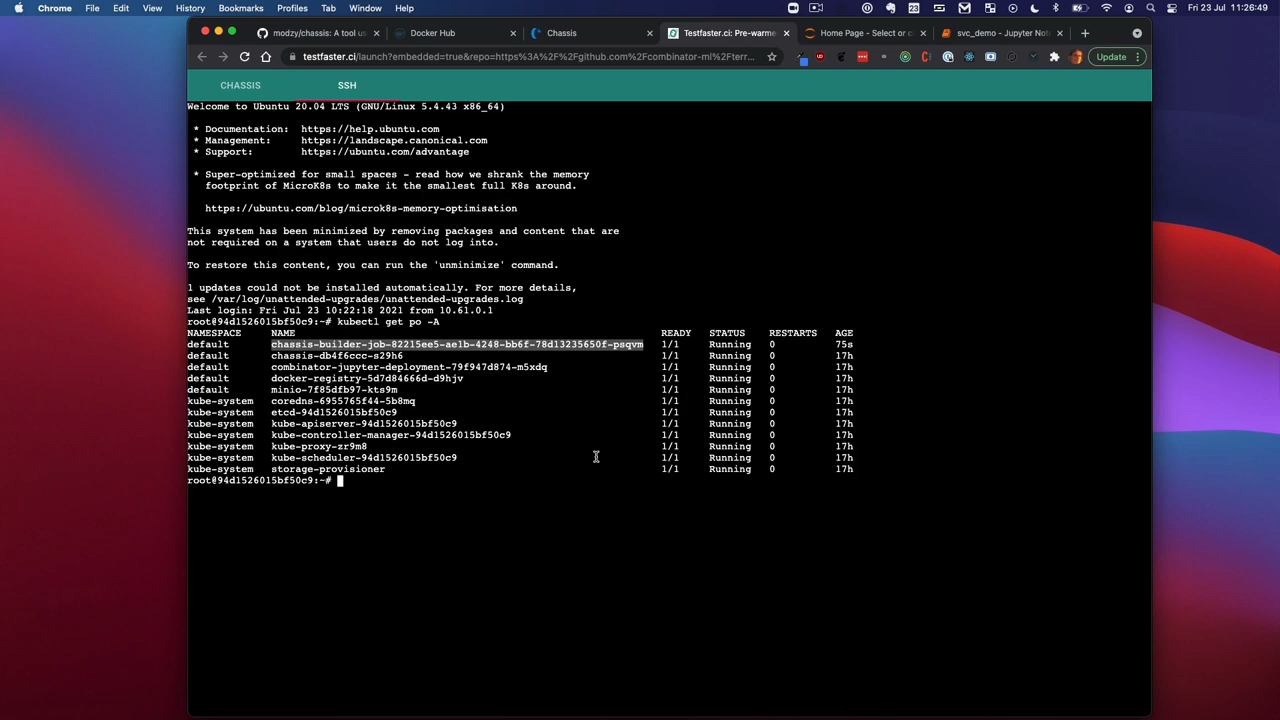 Chrome File Edit View History Bookmarks Profiles Tab Window Help 23 Fri 23 Jul 11:26:49
modzy/chassis: A tool us Docker Hub Chassis Testfaster.ci: Pre-warme Home Page - Select or c svc_demo - Jupyter Note
testfaster.ci/launch?embedded=true&repo=https%3A%2F%2Fgithub.com%2Fcombinator-ml%2Fterr... Update
CHASSIS SSH
Welcome to Ubuntu 20.04 LTS (GNU/Linux 5.4.43 x86_64)
* Documentation: https://help.ubuntu.com
* Management: https://landscape.canonical.com
* Support: https://ubuntu.com/advantage
* Super-optimized for small spaces - read how we shrank the memory
footprint of MicroK8s to make it the smallest full K8s around.
https://ubuntu.com/blog/microk8s-memory-optimisation
This system has been minimized by removing packages and content that are
not required on a system that users do not log into.
To restore this content, you can run the 'unminimize' command.
1 updates could not be installed automatically. For more details,
see /var/log/unattended-upgrades/unattended-upgrades.log
Last login: Fri Jul 23 10:22:18 2021 from 10.61.0.1
root@94d1526015bf50c9:~# kubectl get po -A
NAMESPACE NAME READY STATUS RESTARTS AGE
default chassis-builder-job-82215ee5-ae1b-4248-bb6f-78d13235650f-psqvm 1/1 Running 0 75s
default chassis-db4f6ccc-s29h6 1/1 Running 0 17h
default combinator-jupyter-deployment-79f947d874-m5xdq 1/1 Running 0 17h
default docker-registry-5d7d84666d-d9hjv 1/1 Running 0 17h
default minio-7f85dfb97-kts9m 1/1 Running 0 17h
kube-system coredns-6955765f44-5b8mq 1/1 Running 0 17h
kube-system etcd-94d1526015bf50c9 1/1 Running 0 17h
kube-system kube-apiserver-94d1526015bf50c9 1/1 Running 0 17h
kube-system kube-controller-manager-94d1526015bf50c9 1/1 Running 0 17h
kube-system kube-proxy-zr9m8 1/1 Running 0 17h
kube-system kube-scheduler-94d1526015bf50c9 1/1 Running 0 17h
kube-system storage-provisioner 1/1 Running 0 17h
root@94d1526015bf50c9:~#